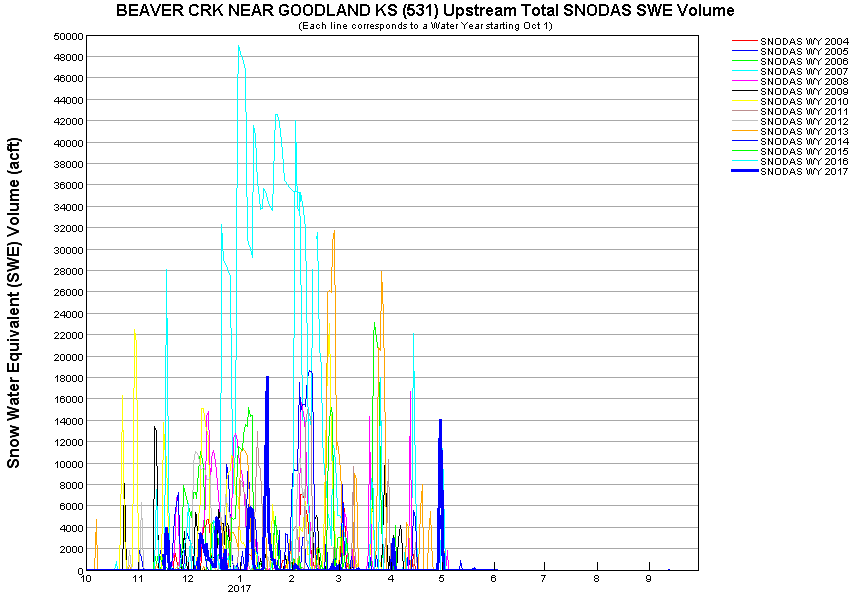 BEAVER CRK NEAR GOODLAND KS (531) Upstream Total SNODAS SWE Volume
(Each line corresponds to a Water Year starting Oct 1)
Snow Water Equivalent (SWE) Volume (acft)
50000
48000
46000
44000
42000
40000
38000
36000
34000
32000
30000
28000
26000
24000
22000
20000
18000
16000
14000
12000
10000
8000
6000
4000
2000
0
10 11 12 1 2 3 4 5 6 7 8 9
2017
SNODAS WY 2004
SNODAS WY 2005
SNODAS WY 2006
SNODAS WY 2007
SNODAS WY 2008
SNODAS WY 2009
SNODAS WY 2010
SNODAS WY 2011
SNODAS WY 2012
SNODAS WY 2013
SNODAS WY 2014
SNODAS WY 2015
SNODAS WY 2016
SNODAS WY 2017